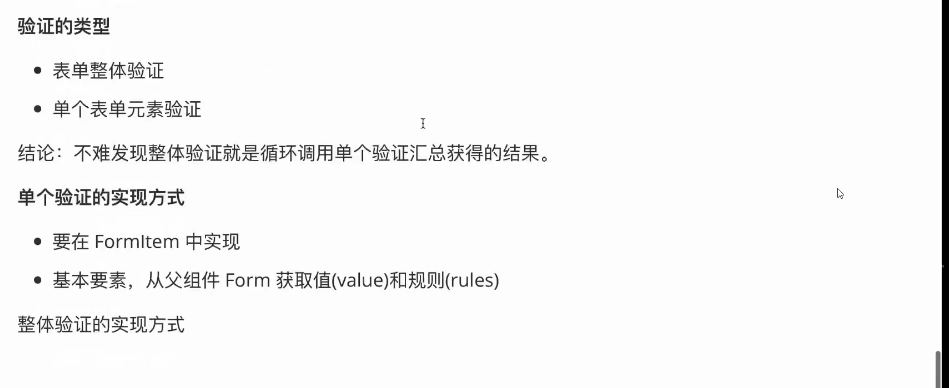 验证的类型
表单整体验证
单个表单元素验证
结论：不难发现整体验证就是循环调用单个验证汇总获得的结果。
单个验证的实现方式
要在 FormItem 中实现
基本要素，从父组件 Form 获取值(value)和规则(rules)
整体验证的实现方式